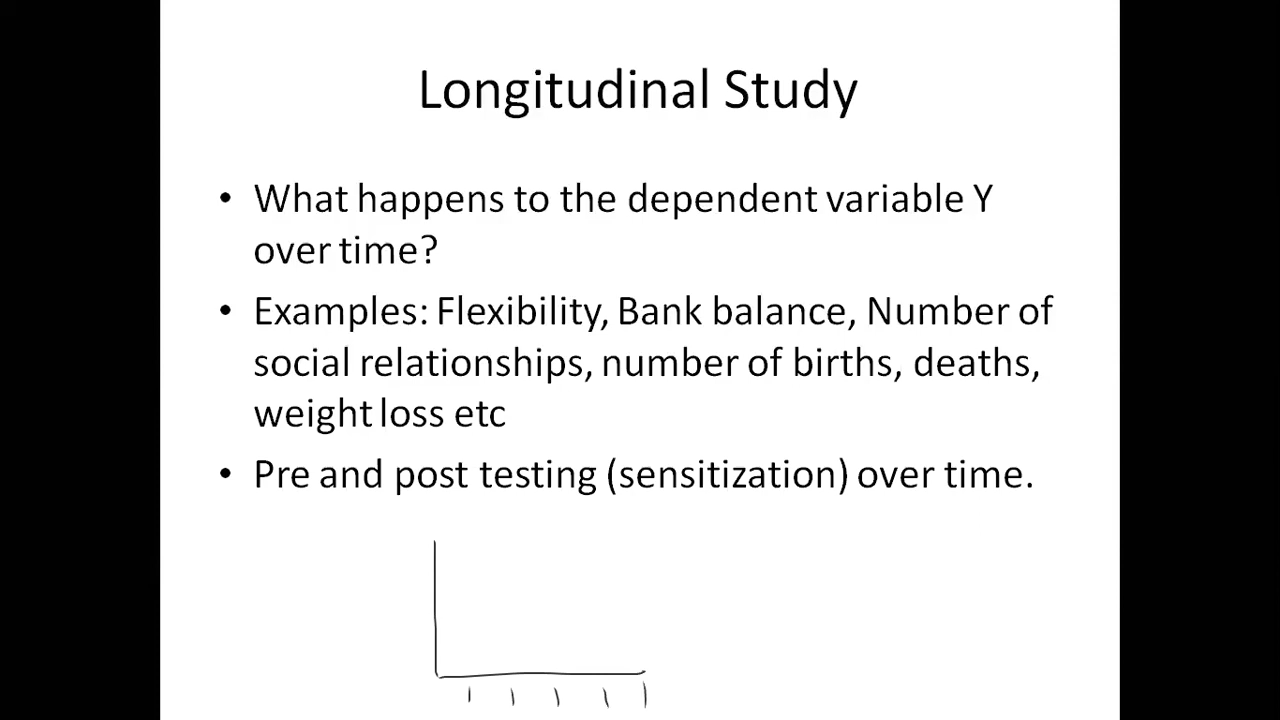 Longitudinal Study
• What happens to the dependent variable Y
over time?
• Examples: Flexibility, Bank balance, Number of
social relationships, number of births, deaths,
weight loss etc
• Pre and post testing (sensitization) over time.